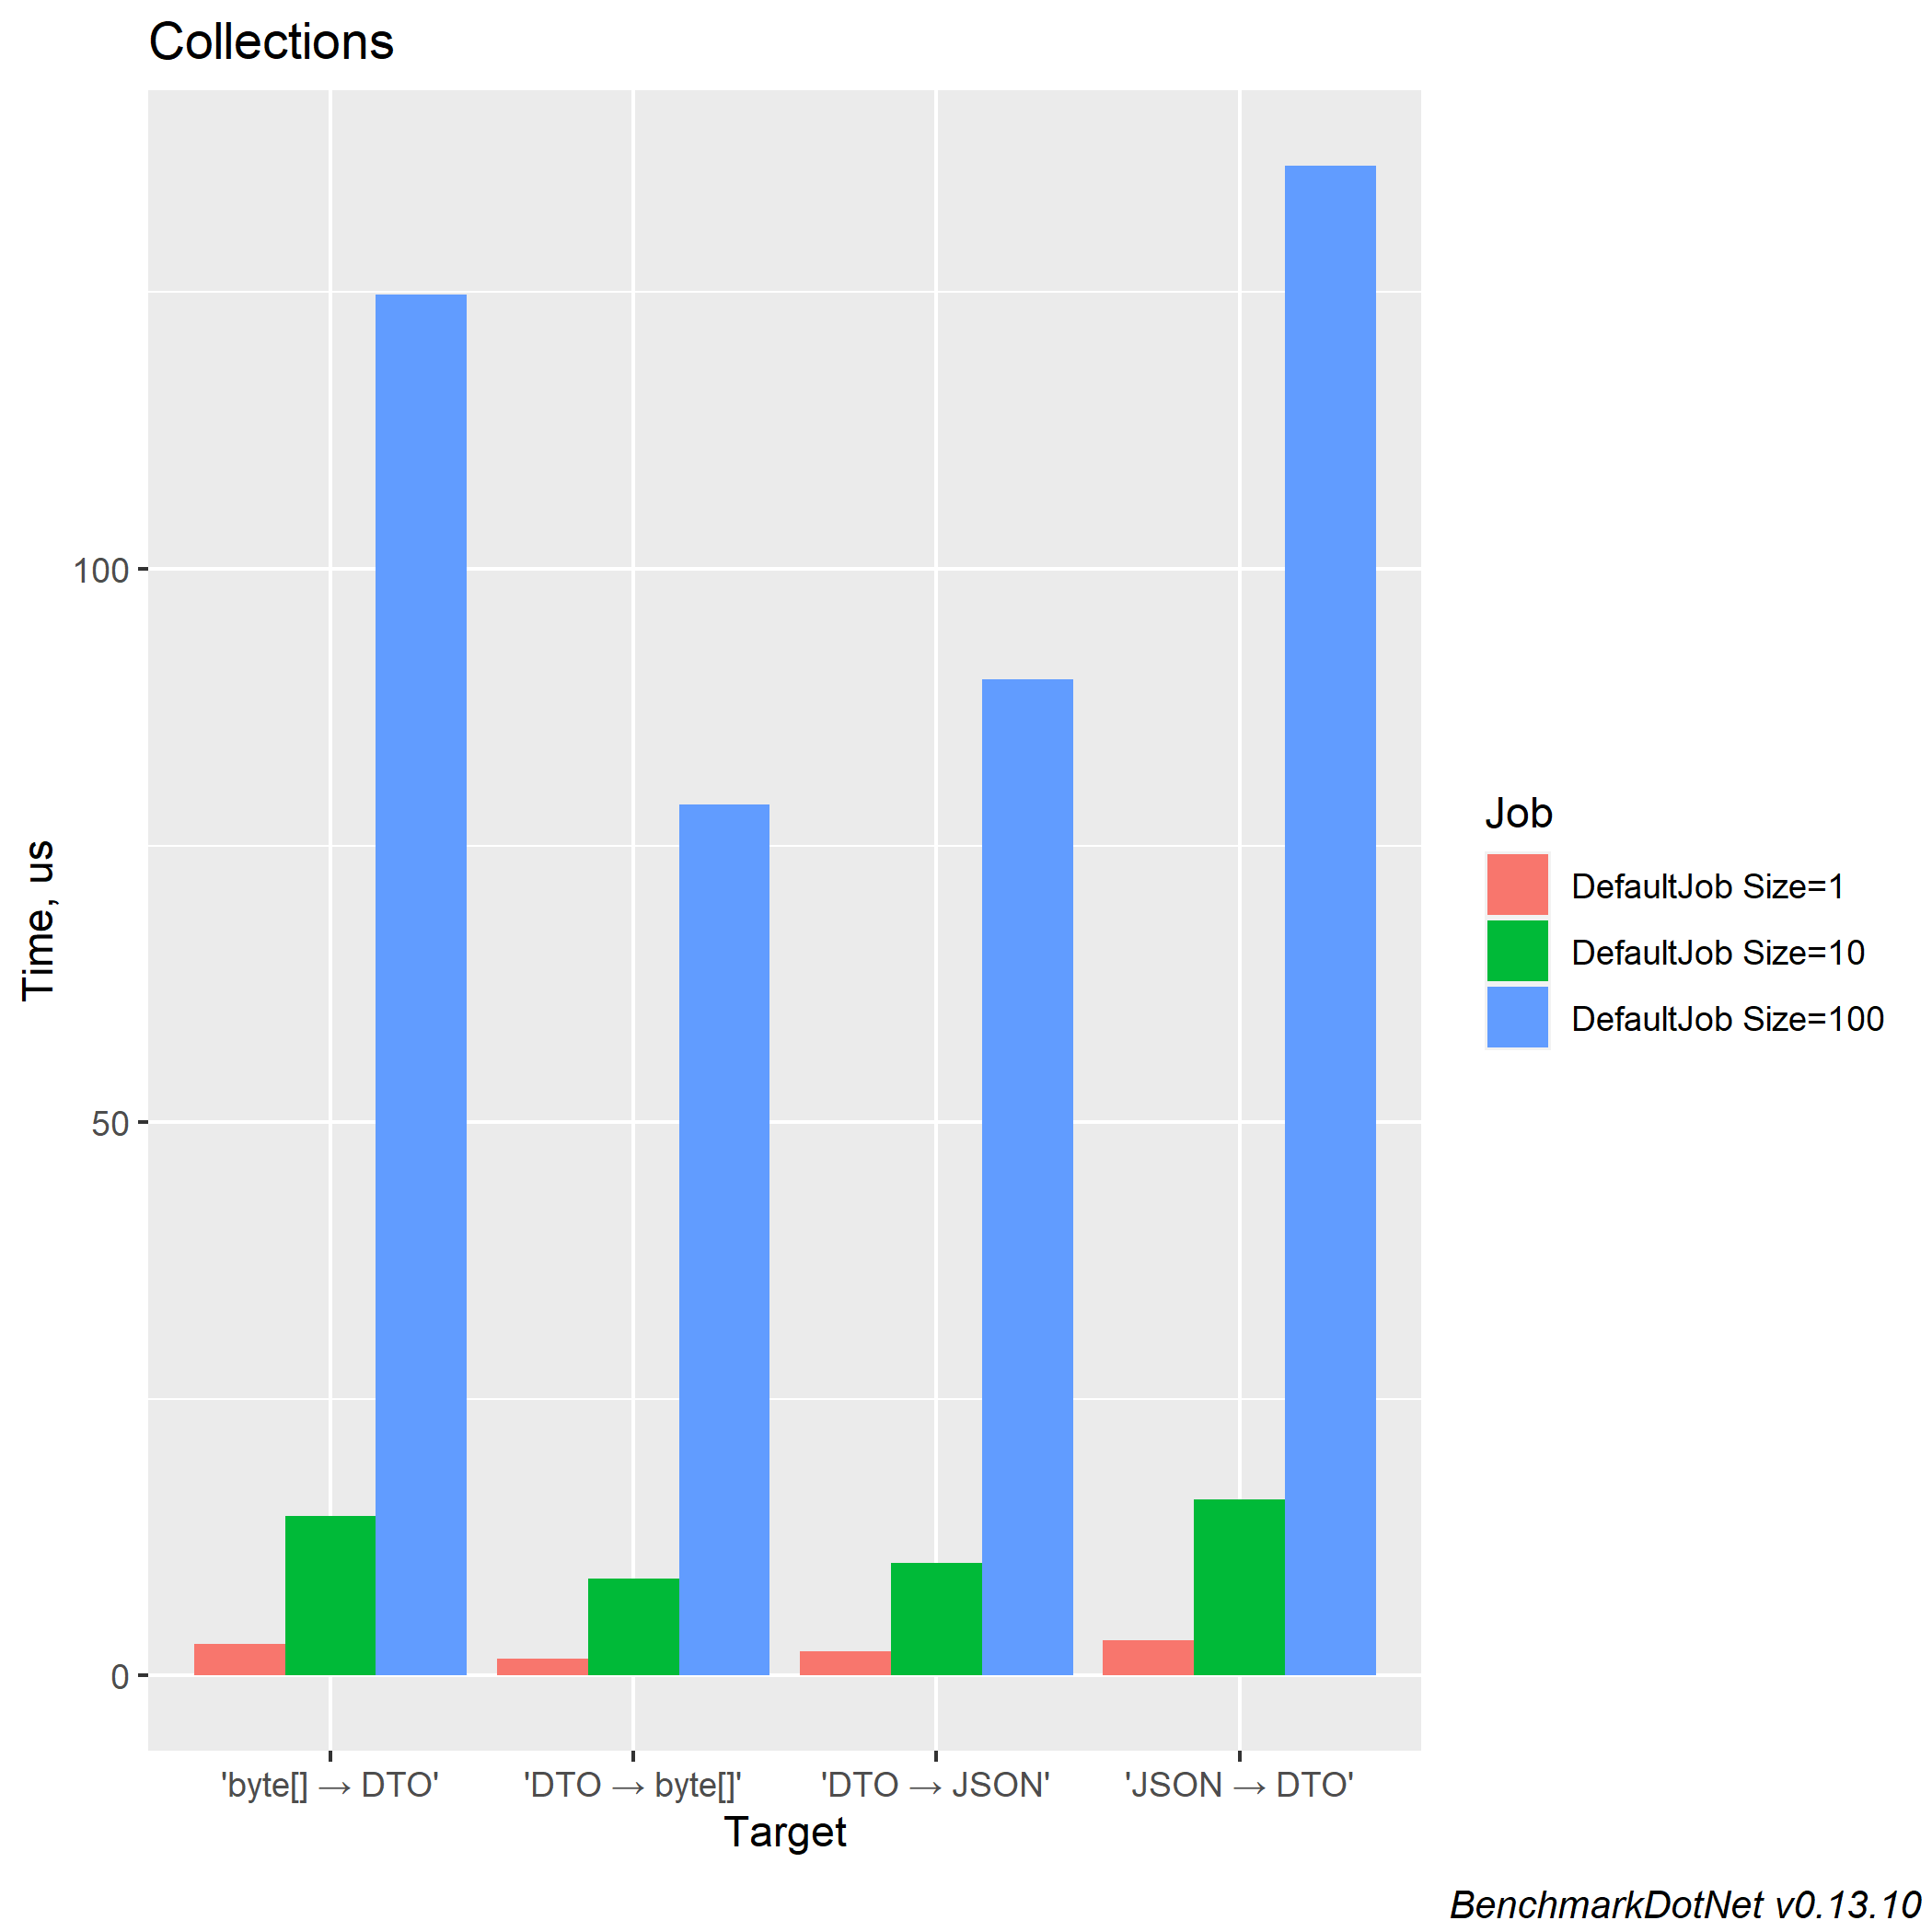 Collections
Time, us
100
50
0
'byte[] → DTO'
'DTO → byte[]'
'DTO → JSON'
'JSON → DTO'
Target
Job
DefaultJob Size=1
DefaultJob Size=10
DefaultJob Size=100
BenchmarkDotNet v0.13.10